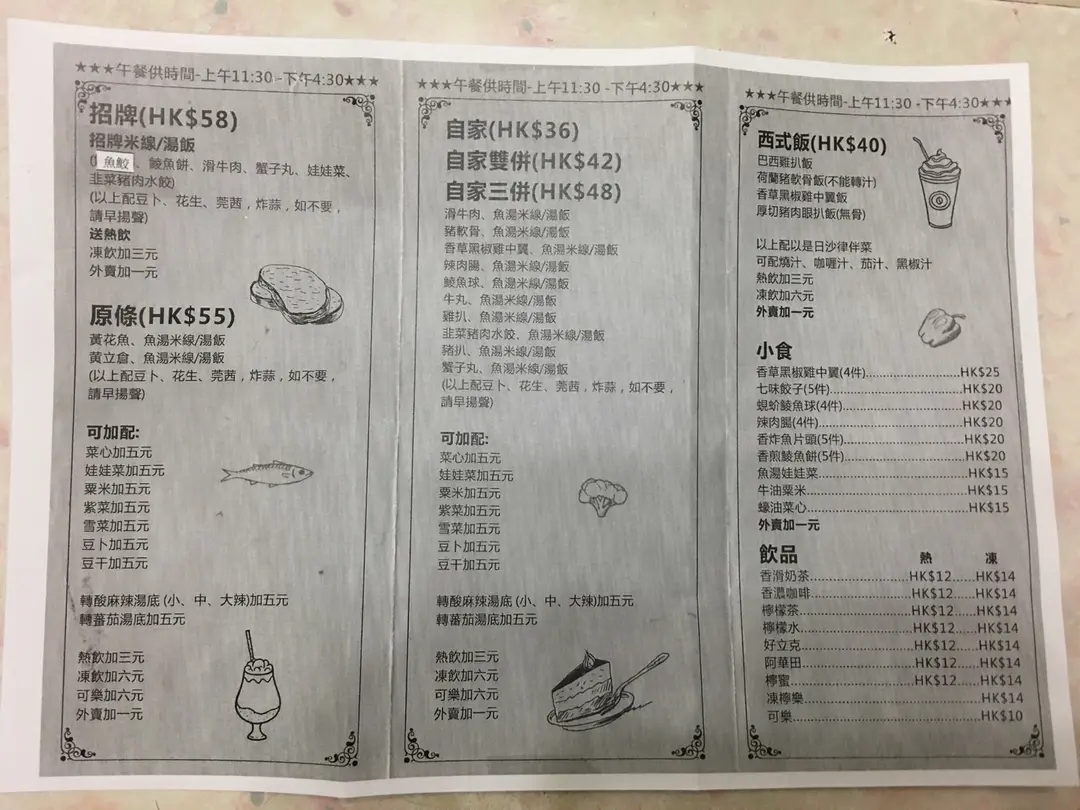 ★★★午餐供時間-上午11:30 -下午4:30★★★
招牌(HK$58)
招牌米線/湯飯
(魚餃、鯪魚餅、滑牛肉、蟹子丸、娃娃菜、
韭菜豬肉水餃)
(以上配豆卜、花生、莞茜，炸蒜，如不要，
請早揚聲)
送熱飲
凍飲加三元
外賣加一元
原條(HK$55)
黃花魚、魚湯米線/湯飯
黃立倉、魚湯米線/湯飯
(以上配豆卜、花生、莞茜，炸蒜，如不要，
請早揚聲)
可加配:
菜心加五元
娃娃菜加五元
粟米加五元
紫菜加五元
雪菜加五元
豆卜加五元
豆干加五元
轉酸麻辣湯底 (小、中、大辣)加五元
轉蕃茄湯底加五元
熱飲加三元
凍飲加六元
可樂加六元
外賣加一元
★★★午餐供時間-上午11:30 -下午4:30★★★
自家(HK$36)
自家雙併(HK$42)
自家三併(HK$48)
滑牛肉、魚湯米線/湯飯
豬軟骨、魚湯米線/湯飯
香草黑椒雞中翼、魚湯米線/湯飯
辣肉腸、魚湯米線/湯飯
鯪魚球、魚湯米線/湯飯
牛丸、魚湯米線/湯飯
雞扒、魚湯米線/湯飯
韭菜豬肉水餃、魚湯米線/湯飯
豬扒、魚湯米線/湯飯
蟹子丸、魚湯米線/湯飯
(以上配豆卜、花生、莞茜，炸蒜，如不要，
請早揚聲)
可加配:
菜心加五元
娃娃菜加五元
粟米加五元
紫菜加五元
雪菜加五元
豆卜加五元
豆干加五元
轉酸麻辣湯底 (小、中、大辣)加五元
轉蕃茄湯底加五元
熱飲加三元
凍飲加六元
可樂加六元
外賣加一元
★★★午餐供時間-上午11:30 -下午4:30★★★
西式飯(HK$40)
巴西雞扒飯
荷蘭豬軟骨飯(不能轉汁)
香草黑椒雞中翼飯
厚切豬肉眼扒飯(無骨)
以上配以是日沙律伴菜
可配燒汁、咖喱汁、茄汁、黑椒汁
熱飲加三元
凍飲加六元
外賣加一元
小食
香草黑椒雞中翼(4件)........................HK$25
七味餃子(5件)........................HK$20
蜆蚧鯪魚球(4件)........................HK$20
辣肉腸(4件)........................HK$20
香炸魚片頭(5件)........................HK$20
香煎鯪魚餅(5件)........................HK$20
魚湯娃娃菜........................HK$15
牛油粟米........................HK$15
蠔油菜心........................HK$15
外賣加一元
飲品 熱 凍
香滑奶茶....................HK$12......HK$14
香濃咖啡....................HK$12......HK$14
檸檬茶....................HK$12......HK$14
檸檬水....................HK$12......HK$14
好立克....................HK$12......HK$14
阿華田....................HK$12......HK$14
檸蜜....................HK$12......HK$14
凍檸樂....................HK$14
可樂....................HK$10